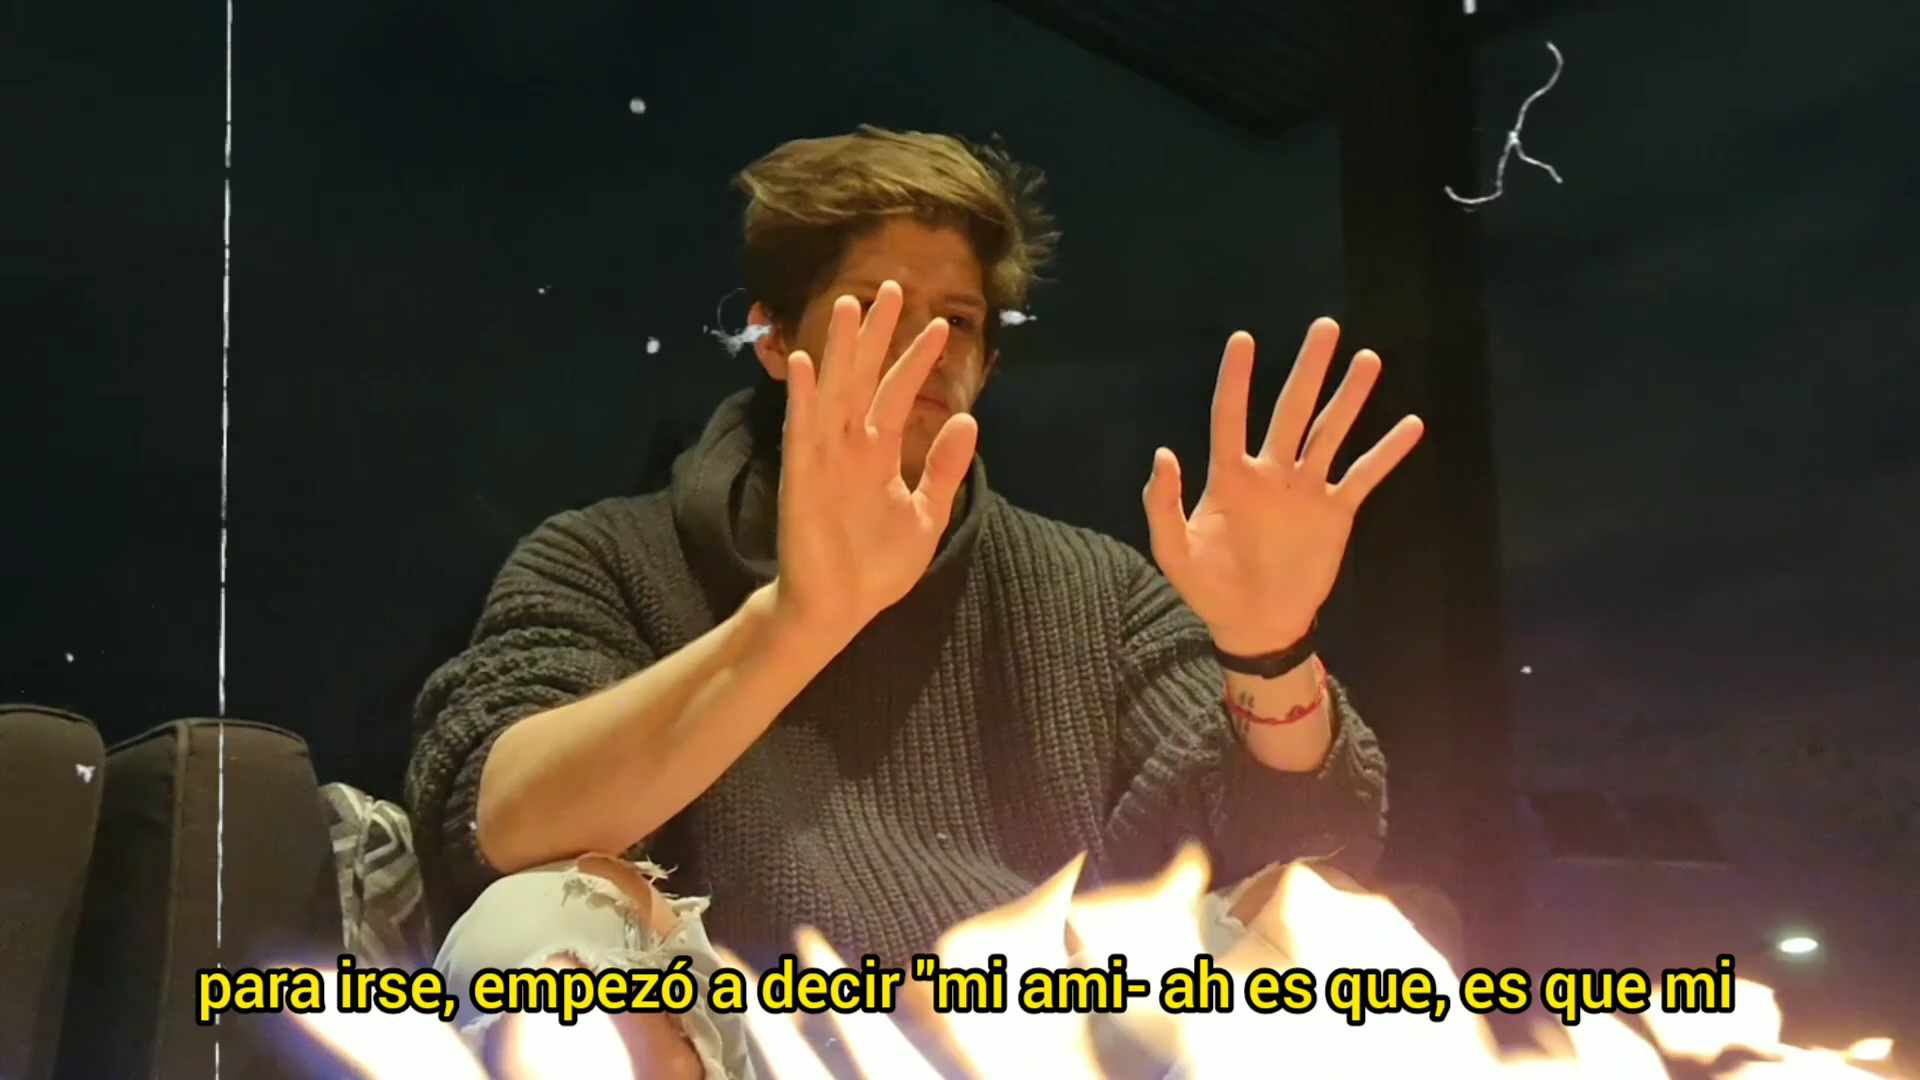 para irse, empezó a decir "mi ami- ah es que, es que mi